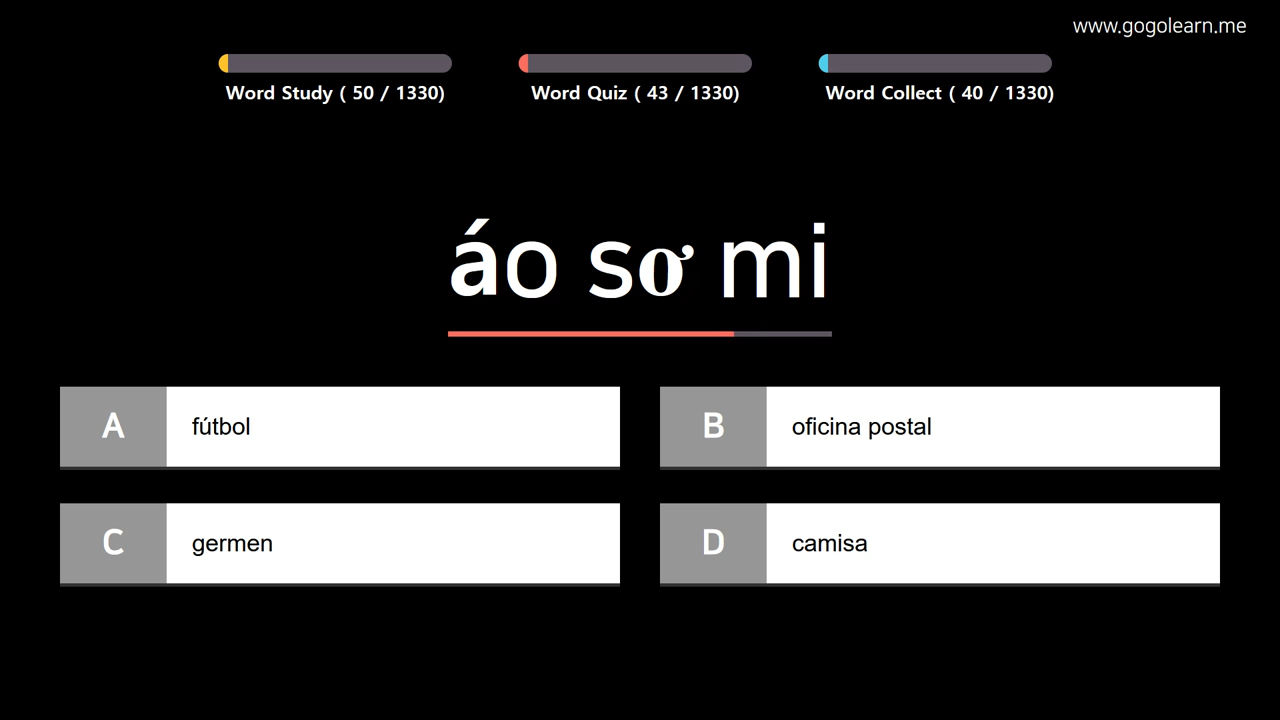 www.gogolearn.me
Word Study ( 50 / 1330)
Word Quiz ( 43 / 1330)
Word Collect ( 40 / 1330)
áo sơ mi
A fútbol
B oficina postal
C germen
D camisa